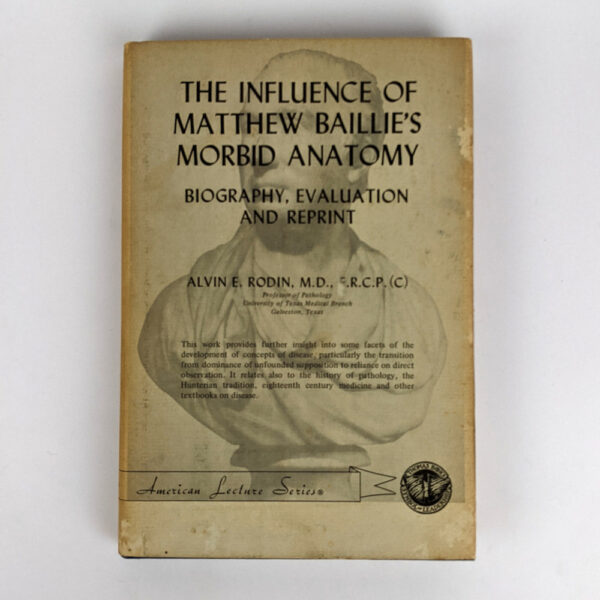 THE INFLUENCE OF
MATTHEW BAILLIE'S
MORBID ANATOMY
BIOGRAPHY, EVALUATION
AND REPRINT
ALVIN E. RODIN, M.D., F.R.C.P. (C)
Professor of Pathology
University of Texas Medical Branch
Galveston, Texas
This work provides further insight into some facets of the
development of concepts of disease, particularly the transition
from dominance of unfounded supposition to reliance on direct
observation. It relates also to the history of pathology, the
Hunterian tradition, eighteenth century medicine and other
textbooks on disease.
American Lecture Series®